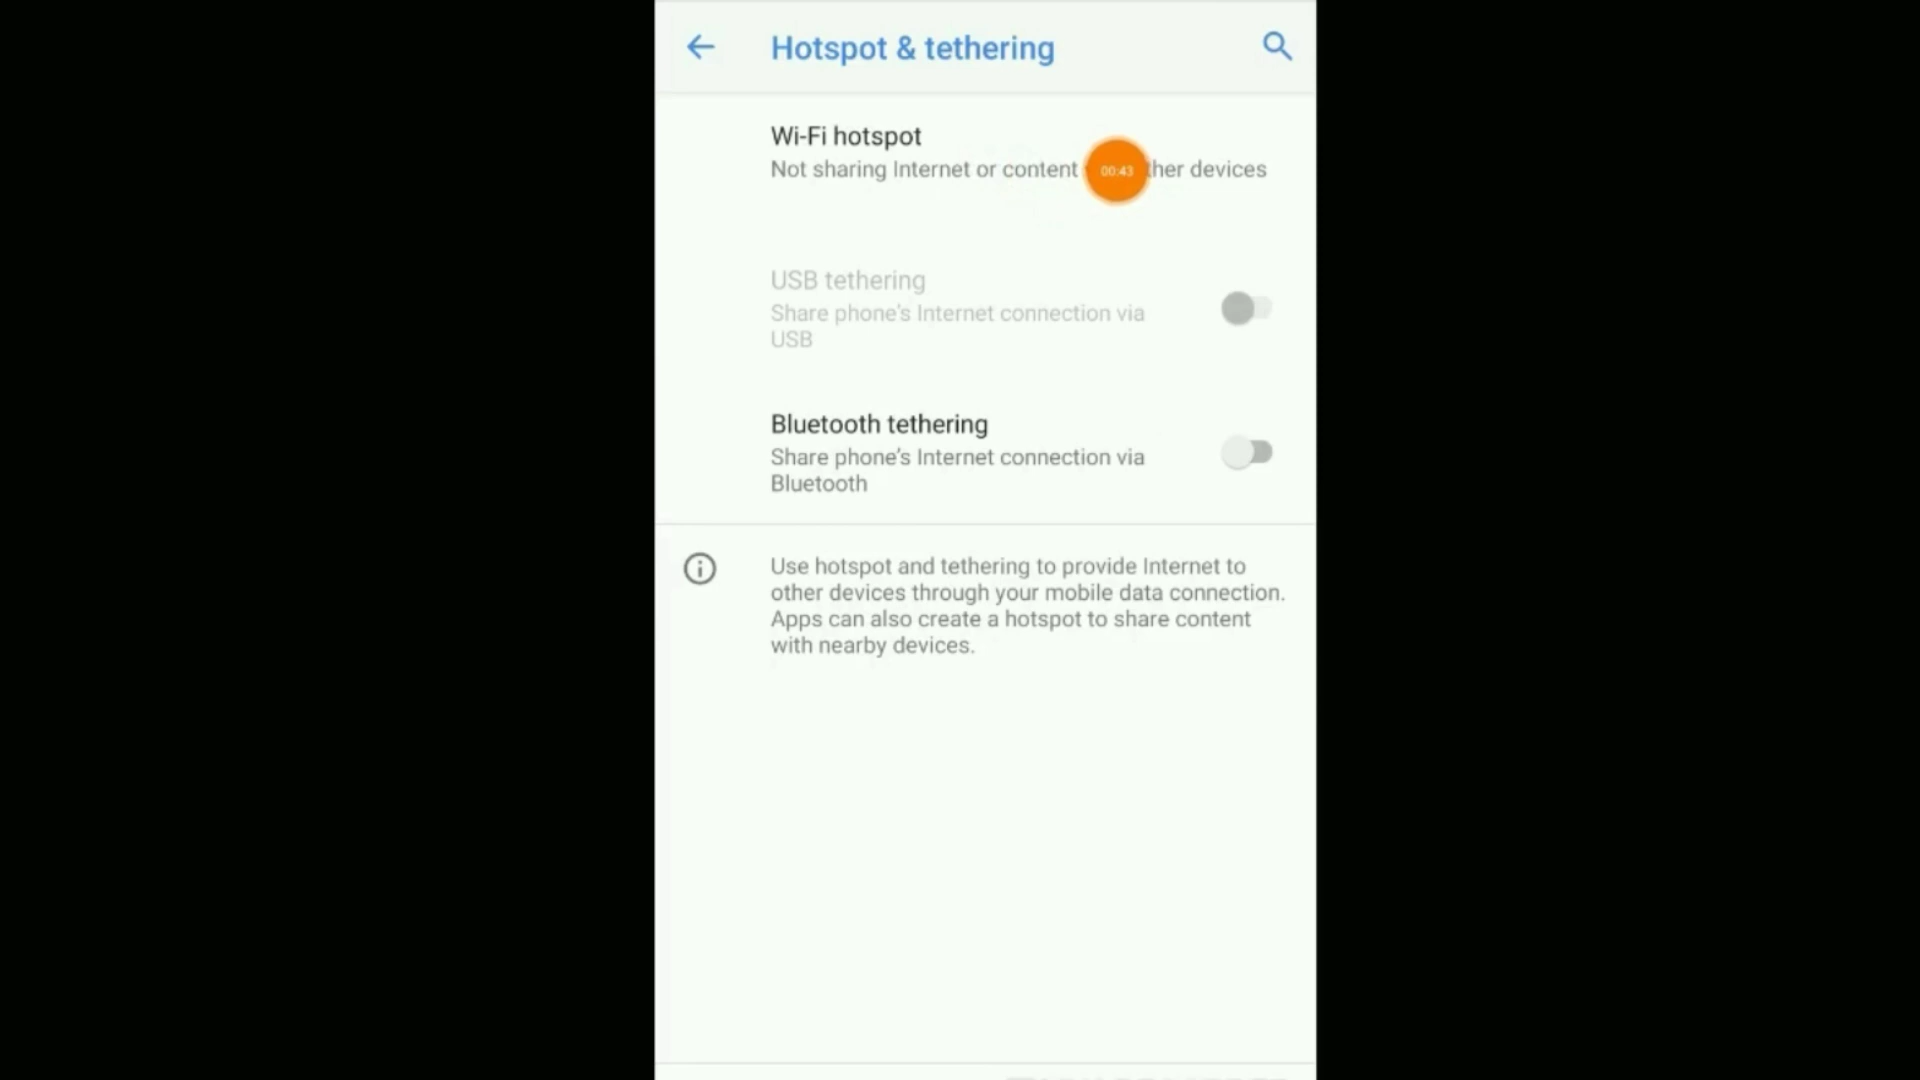 Hotspot & tethering
Wi-Fi hotspot
Not sharing Internet or content
00:43
ther devices
USB tethering
Share phone's Internet connection via
USB
Bluetooth tethering
Share phone's Internet connection via
Bluetooth
Use hotspot and tethering to provide Internet to
other devices through your mobile data connection.
Apps can also create a hotspot to share content
with nearby devices.